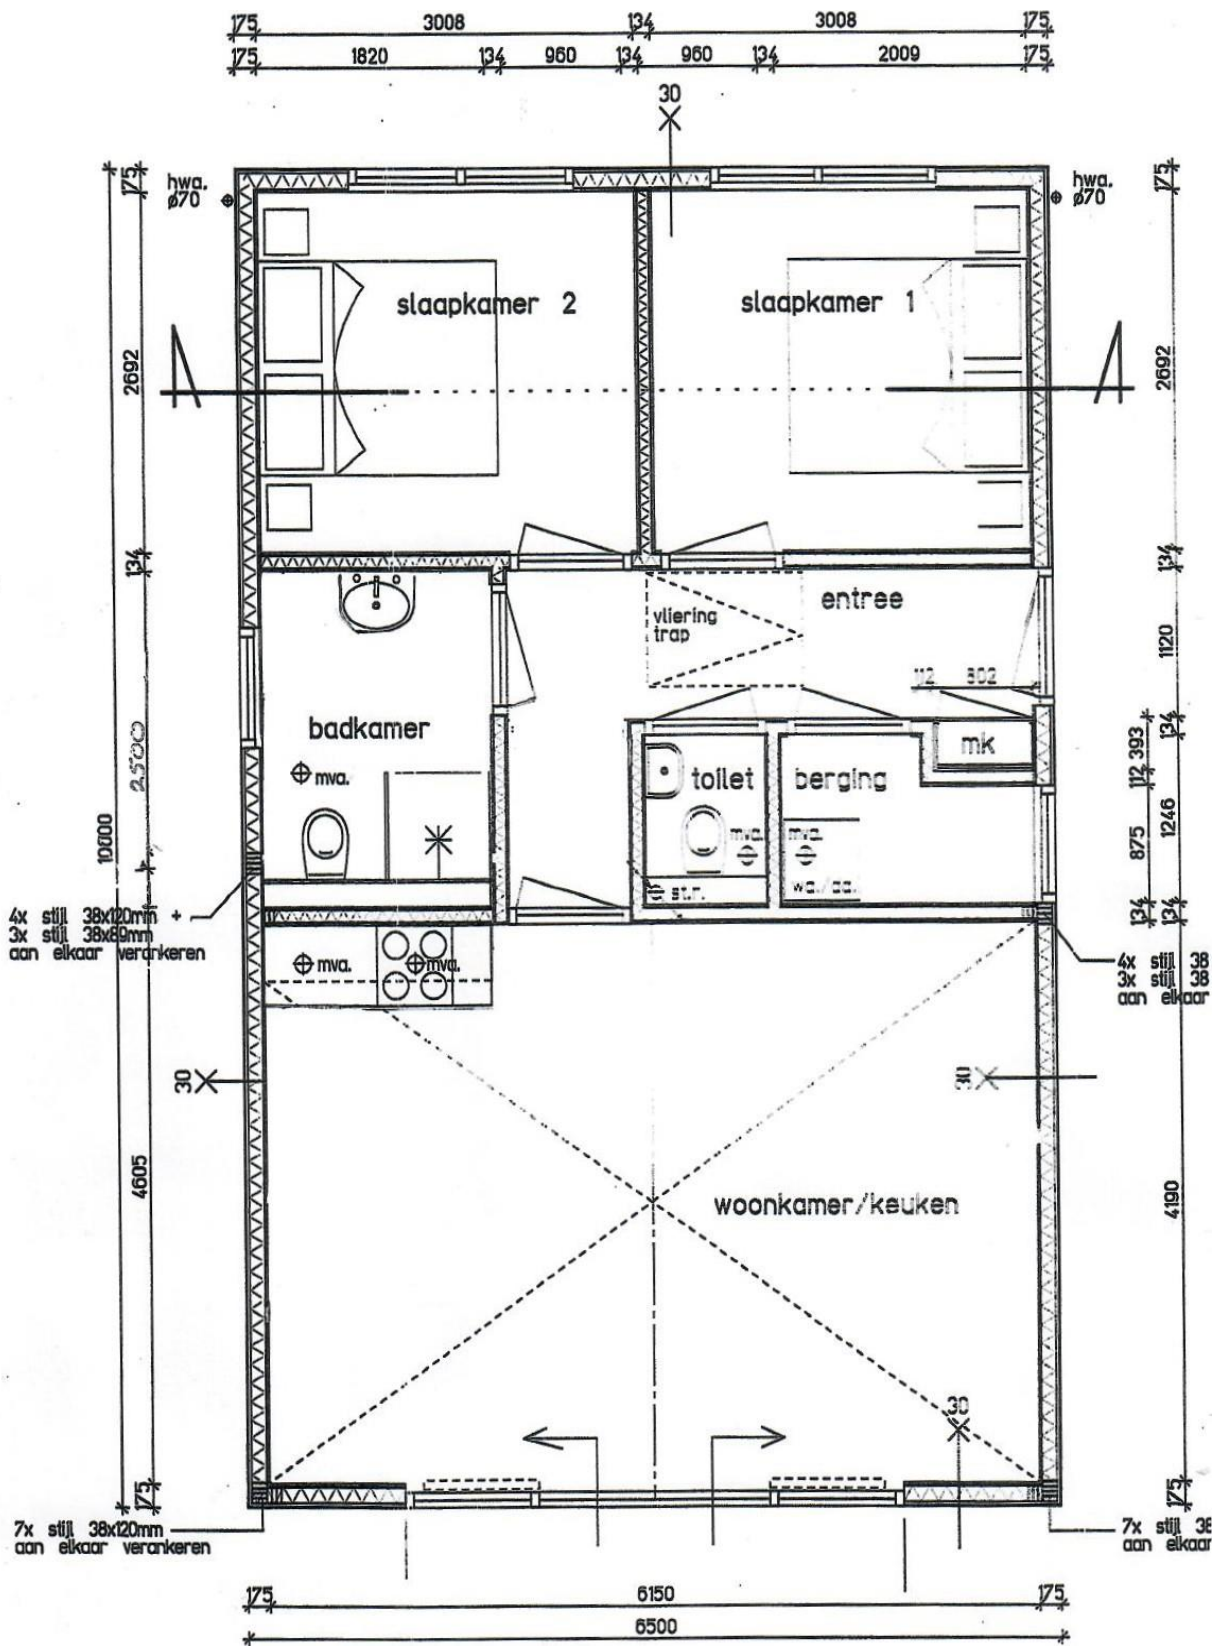 175 3008 134 3008 175
175 1820 134 960 134 960 134 2009 175
30
hwa.
ø70
hwa.
ø70
175
175
slaapkamer 2
slaapkamer 1
2692
2692
134
134
vliering
trap
entree
1120
112 902
badkamer
2500
mva.
toilet
berging
mk
134
393
112
1246
875
mva.
mva.
wa./da.
st.r.
134
134
10000
4x stijl 38x120mm +
3x stijl 38x89mm
aan elkaar verankeren
mva.
mva.
4x stijl 38
3x stijl 38
aan elkaar
30
30
4605
4190
woonkamer/keuken
30
175
175
7x stijl 38x120mm
aan elkaar verankeren
7x stijl 38
aan elkaar
175 6150 175
6500